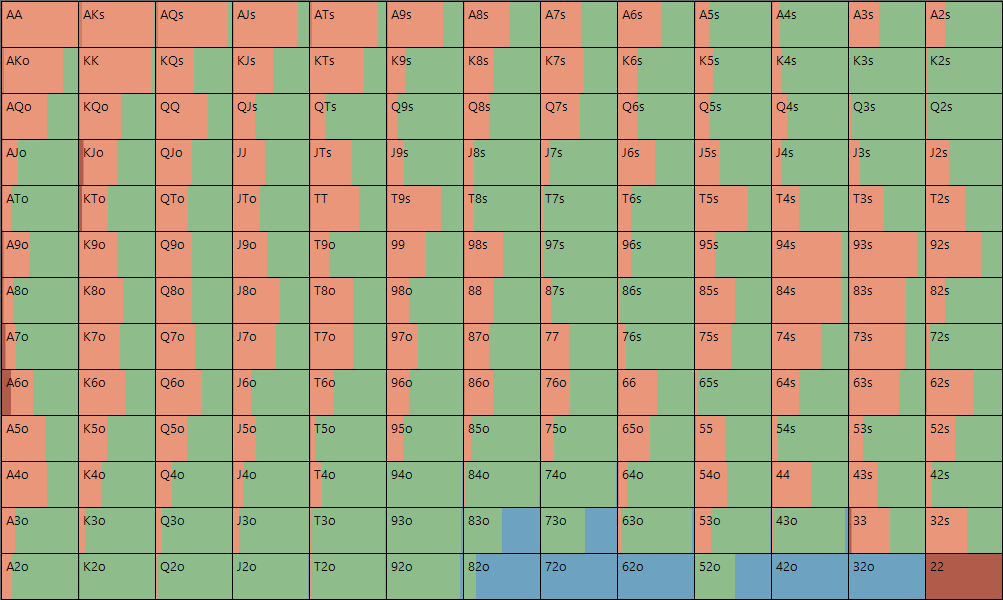 AA AKs AQs AJs ATs A9s A8s A7s A6s A5s A4s A3s A2s
AKo KK KQs KJs KTs K9s K8s K7s K6s K5s K4s K3s K2s
AQo KQo QQ QJs QTs Q9s Q8s Q7s Q6s Q5s Q4s Q3s Q2s
AJo KJo QJo JJ JTs J9s J8s J7s J6s J5s J4s J3s J2s
ATo KTo QTo JTo TT T9s T8s T7s T6s T5s T4s T3s T2s
A9o K9o Q9o J9o T9o 99 98s 97s 96s 95s 94s 93s 92s
A8o K8o Q8o J8o T8o 98o 88 87s 86s 85s 84s 83s 82s
A7o K7o Q7o J7o T7o 97o 87o 77 76s 75s 74s 73s 72s
A6o K6o Q6o J6o T6o 96o 86o 76o 66 65s 64s 63s 62s
A5o K5o Q5o J5o T5o 95o 85o 75o 65o 55 54s 53s 52s
A4o K4o Q4o J4o T4o 94o 84o 74o 64o 54o 44 43s 42s
A3o K3o Q3o J3o T3o 93o 83o 73o 63o 53o 43o 33 32s
A2o K2o Q2o J2o T2o 92o 82o 72o 62o 52o 42o 32o 22